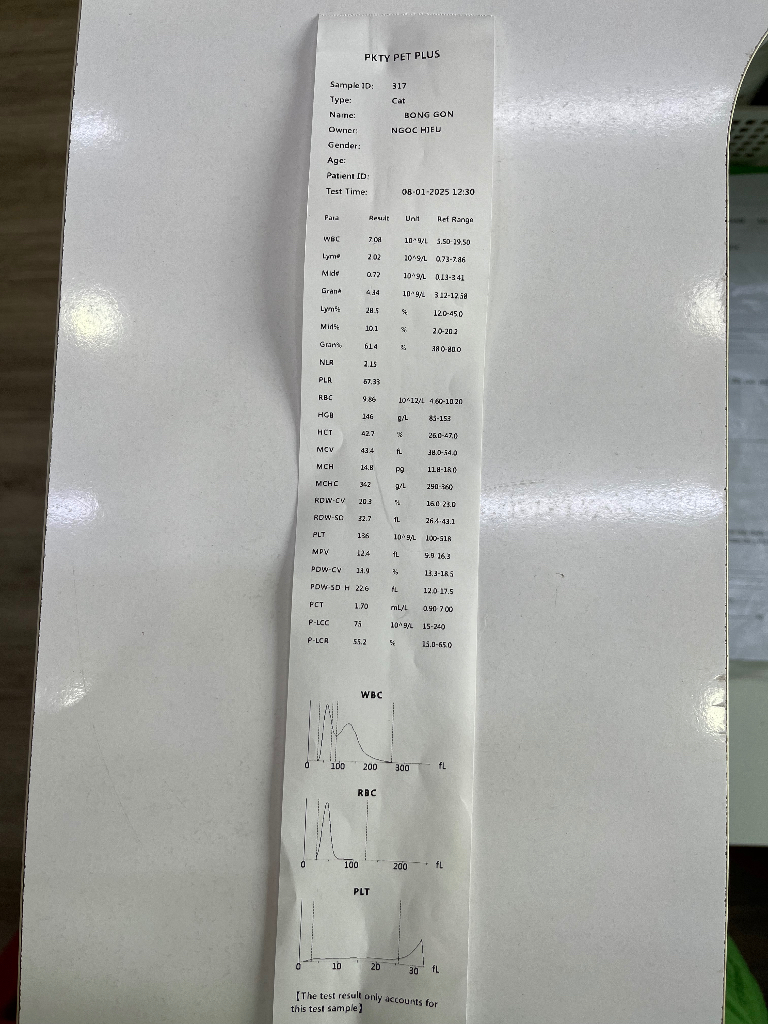 PKTY PET PLUS
Sample ID: 317
Type: Cat
Name: BONG GON
Owner: NGOC HIEU
Gender:
Age:
Patient ID:
Test Time: 08-01-2025 12:30
Para Result Unit Ref Range
WBC 7.08 10^9/L 5.50-19.50
Lym# 2.02 10^9/L 0.73-7.86
Mid# 0.72 10^9/L 0.13-3.41
Gran# 4.34 10^9/L 3.12-12.58
Lym% 28.5 % 12.0-45.0
Mid% 10.1 % 2.0-20.2
Gran% 61.4 % 38.0-80.0
NLR 2.15
PLR 67.33
RBC 9.86 10^12/L 4.60-10.20
HGB 146 g/L 85-153
HCT 42.7 % 26.0-47.0
MCV 43.4 fL 38.0-54.0
MCH 14.8 pg 11.8-18.0
MCHC 342 g/L 290-360
RDW-CV 20.3 % 16.0-23.0
RDW-SD 32.7 fL 26.4-43.1
PLT 136 10^9/L 100-518
MPV 12.4 fL 9.9-16.3
PDW-CV 13.9 % 13.3-18.5
PDW-SD H 22.6 fL 12.0-17.5
PCT 1.70 mL/L 0.90-7.00
P-LCC 75 10^9/L 15-240
P-LCR 55.2 % 15.0-65.0
WBC
0 100 200 300 fL
RBC
0 100 200 fL
PLT
0 10 20 30 fL
【The test result only accounts for
this test sample】